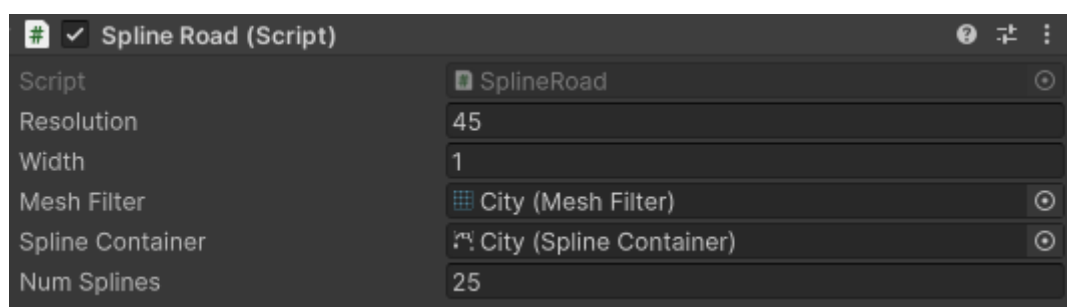 # Spline Road (Script)
Script # SplineRoad
Resolution 45
Width 1
Mesh Filter City (Mesh Filter)
Spline Container City (Spline Container)
Num Splines 25